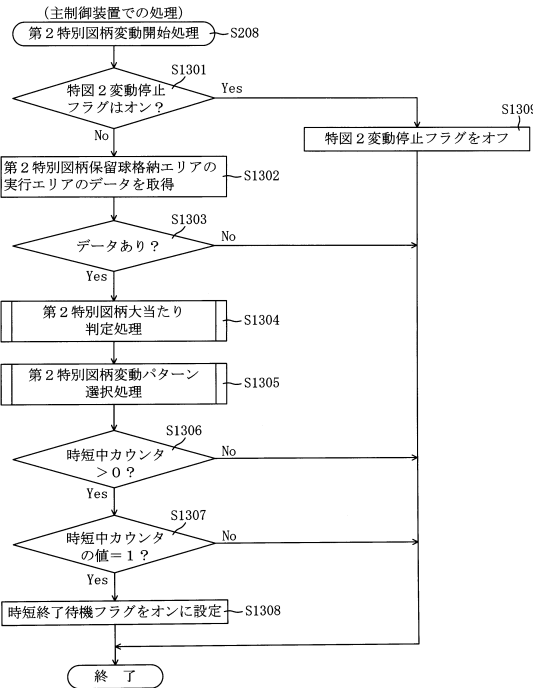 (主制御装置での処理)
第２特別図柄変動開始処理
S208
S1301
特図２変動停止
フラグはオン？
Yes
No
S1309
特図２変動停止フラグをオフ
第２特別図柄保留球格納エリアの
実行エリアのデータを取得
S1302
S1303
データあり？
No
Yes
第２特別図柄大当たり
判定処理
S1304
第２特別図柄変動パターン
選択処理
S1305
S1306
時短中カウンタ
＞０？
No
Yes
S1307
時短中カウンタ
の値＝１？
No
Yes
時短終了待機フラグをオンに設定
S1308
終　了